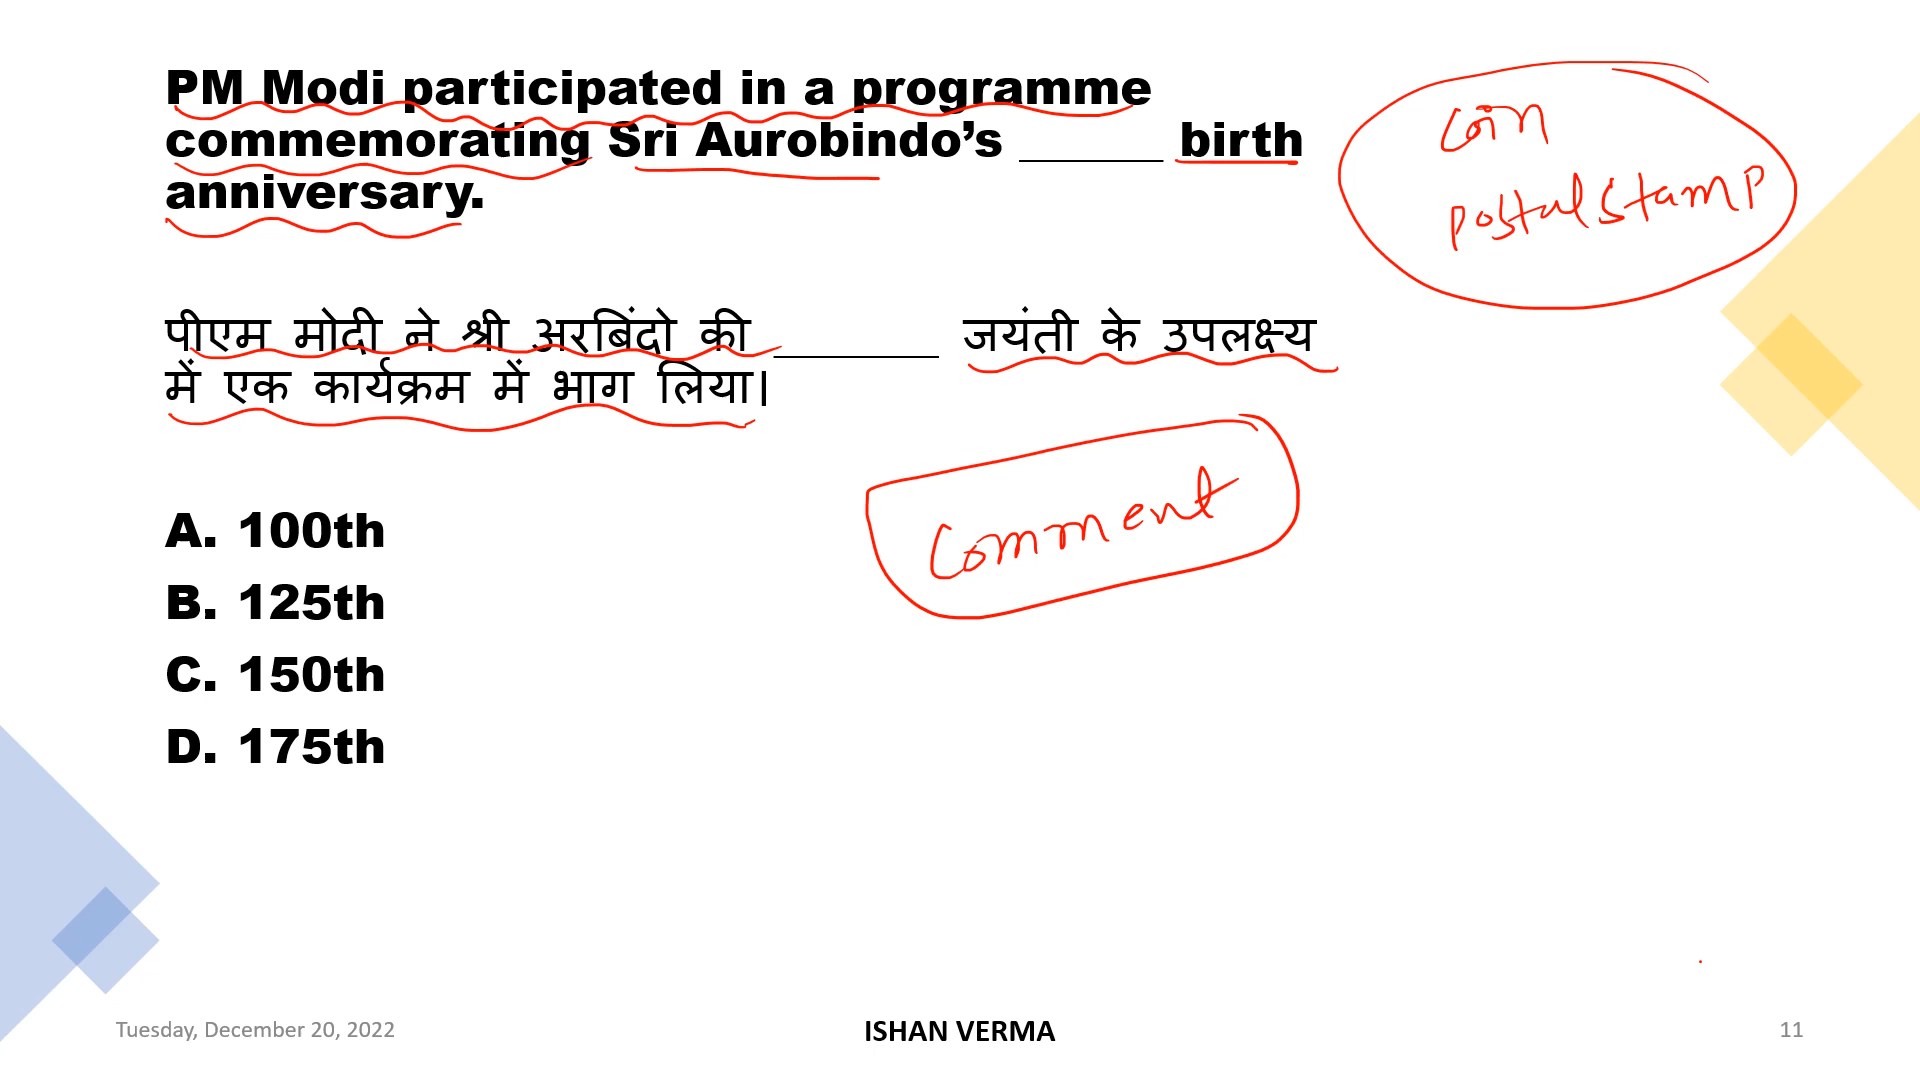 PM Modi participated in a programme
commemorating Sri Aurobindo’s ______ birth
anniversary.
coin
postal stamp
पीएम मोदी ने श्री अरबिंदो की _______ जयंती के उपलक्ष्य
में एक कार्यक्रम में भाग लिया।
comment
A. 100th
B. 125th
C. 150th
D. 175th
Tuesday, December 20, 2022
ISHAN VERMA
11